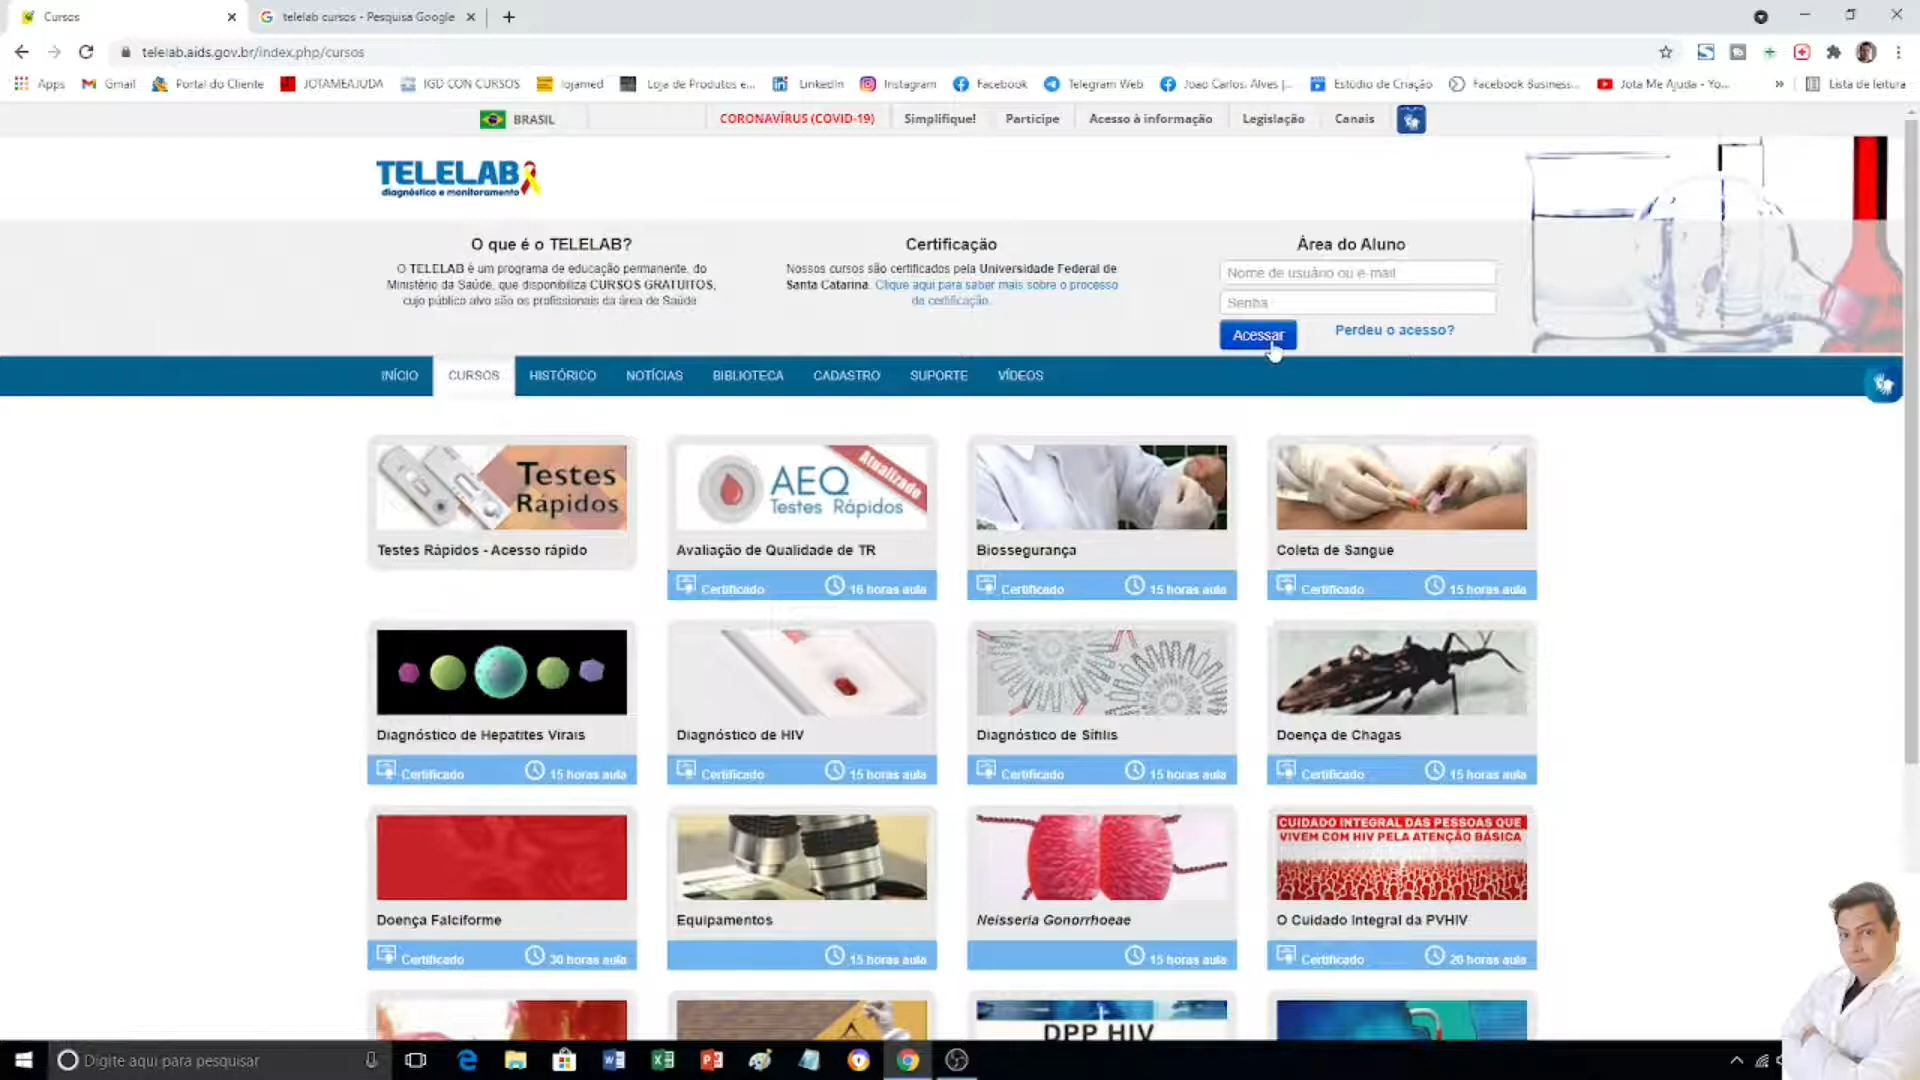 Cursos
telelab cursos - Pesquisa Google
telelab.aids.gov.br/index.php/cursos
Apps Gmail Portal do Cliente JOTAMEAJUDA IGD CON CURSOS lojamed Loja de Produtos e... LinkedIn Instagram Facebook Telegram Web Joao Carlos. Alves |... Estúdio de Criação Facebook Business... Jota Me Ajuda - Yo... » Lista de leitura
BRASIL CORONAVÍRUS (COVID-19) Simplifique! Participe Acesso à informação Legislação Canais
TELELAB
diagnóstico e monitoramento
O que é o TELELAB?
O TELELAB é um programa de educação permanente, do
Ministério da Saúde, que disponibiliza CURSOS GRATUITOS,
cujo público alvo são os profissionais da área de Saúde
Certificação
Nossos cursos são certificados pela Universidade Federal de
Santa Catarina. Clique aqui para saber mais sobre o processo
de certificação.
Área do Aluno
Nome de usuário ou e-mail
Senha
Acessar Perdeu o acesso?
INÍCIO CURSOS HISTÓRICO NOTÍCIAS BIBLIOTECA CADASTRO SUPORTE VÍDEOS
Testes
Rápidos
Testes Rápidos - Acesso rápido
AEQ
Testes Rápidos
Atualizado
Avaliação de Qualidade de TR
Certificado 16 horas aula
Biossegurança
Certificado 15 horas aula
Coleta de Sangue
Certificado 15 horas aula
Diagnóstico de Hepatites Virais
Certificado 15 horas aula
Diagnóstico de HIV
Certificado 15 horas aula
Diagnóstico de Sífilis
Certificado 15 horas aula
Doença de Chagas
Certificado 15 horas aula
Doença Falciforme
Certificado 30 horas aula
Equipamentos
15 horas aula
Neisseria Gonorrhoeae
15 horas aula
CUIDADO INTEGRAL DAS PESSOAS QUE
VIVEM COM HIV PELA ATENÇÃO BÁSICA
O Cuidado Integral da PVHIV
Certificado 20 horas aula
DPP HIV
Digite aqui para pesquisar